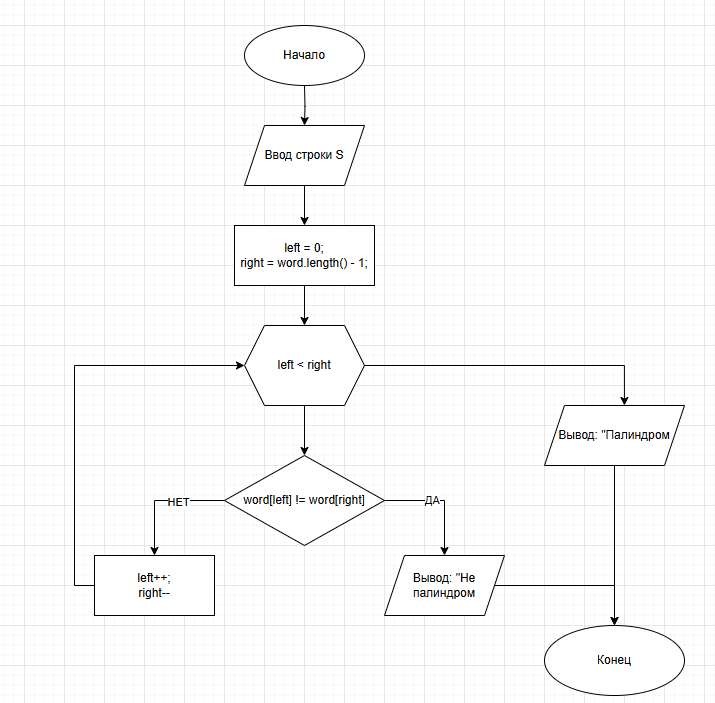 Начало
Ввод строки S
left = 0;
right = word.length() - 1;
left < right
Вывод: "Палиндром
word[left] != word[right]
НЕТ
ДА
left++;
right--
Вывод: "Не
палиндром
Конец